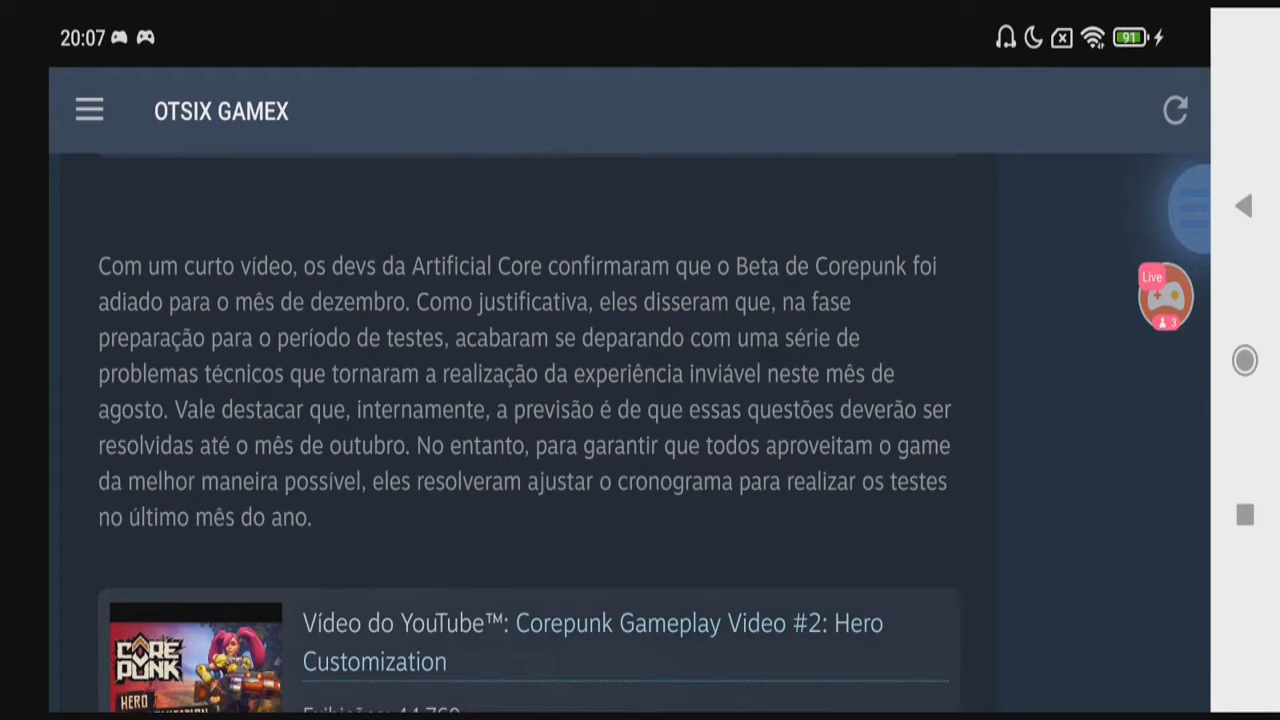 20:07
91
OTSIX GAMEX
Live
3
Com um curto vídeo, os devs da Artificial Core confirmaram que o Beta de Corepunk foi
adiado para o mês de dezembro. Como justificativa, eles disseram que, na fase
preparação para o período de testes, acabaram se deparando com uma série de
problemas técnicos que tornaram a realização da experiência inviável neste mês de
agosto. Vale destacar que, internamente, a previsão é de que essas questões deverão ser
resolvidas até o mês de outubro. No entanto, para garantir que todos aproveitam o game
da melhor maneira possível, eles resolveram ajustar o cronograma para realizar os testes
no último mês do ano.
Vídeo do YouTube™: Corepunk Gameplay Video #2: Hero
Customization
CORE
PUNK
HERO